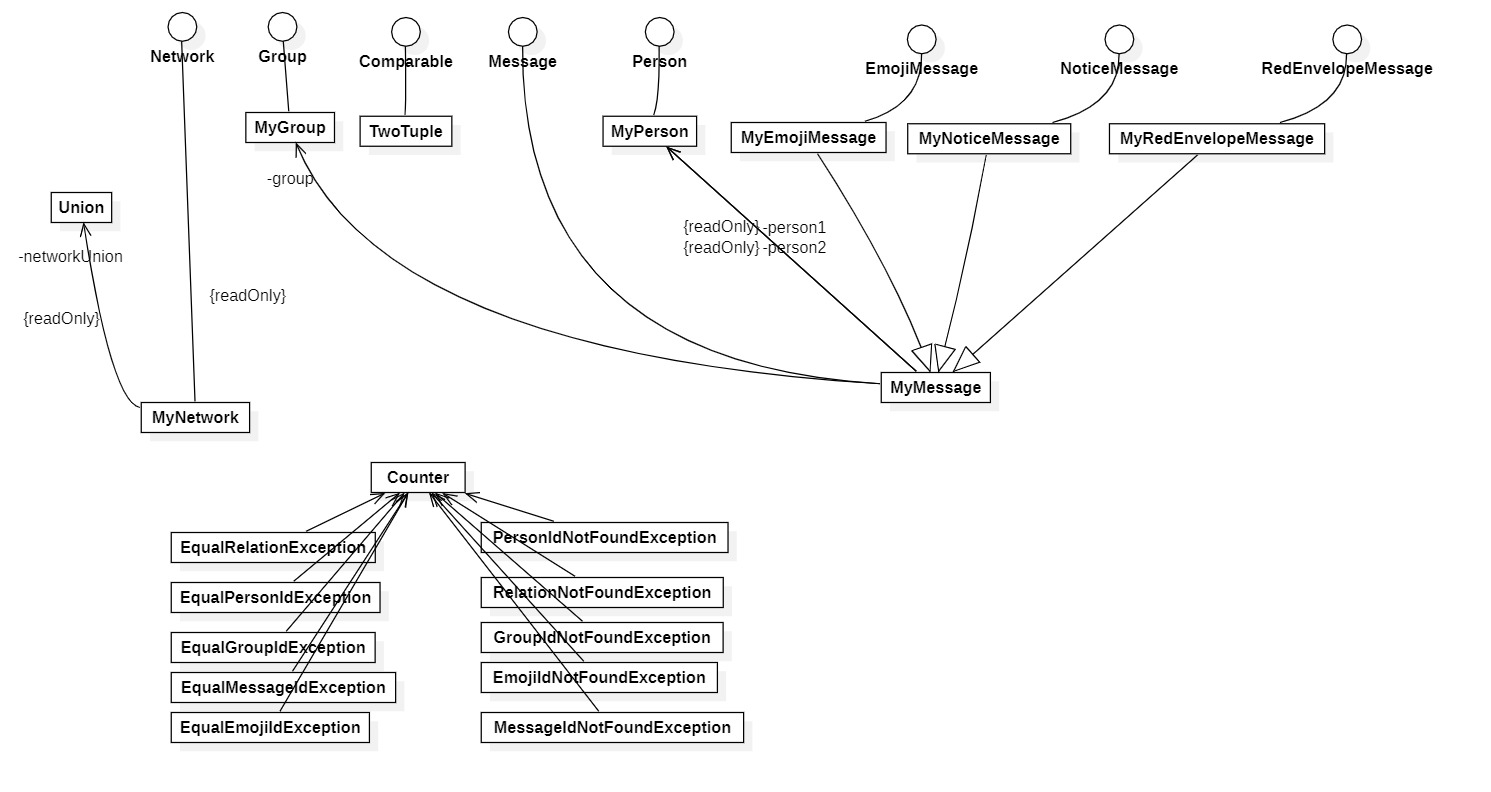 Network
Group
Comparable
Message
Person
EmojiMessage
NoticeMessage
RedEnvelopeMessage
MyGroup
TwoTuple
MyPerson
MyEmojiMessage
MyNoticeMessage
MyRedEnvelopeMessage
-group
Union
{readOnly} -person1
{readOnly} -person2
-networkUnion
{readOnly}
{readOnly}
MyMessage
MyNetwork
Counter
EqualRelationException
PersonIdNotFoundException
EqualPersonIdException
RelationNotFoundException
EqualGroupIdException
GroupIdNotFoundException
EqualMessageIdException
EmojiIdNotFoundException
EqualEmojiIdException
MessageIdNotFoundException